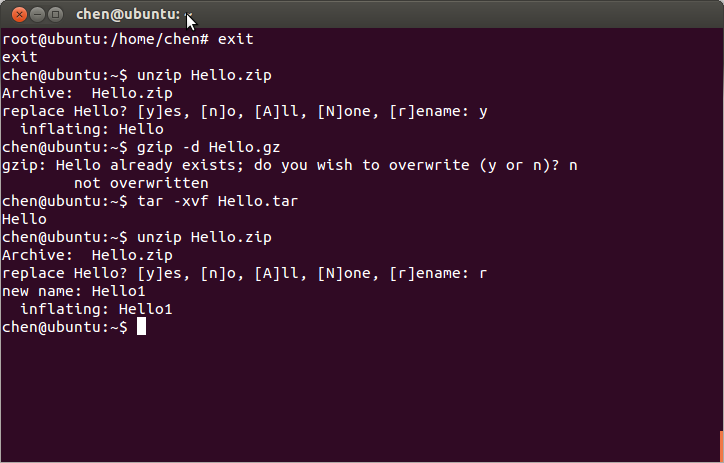 chen@ubuntu: ~
root@ubuntu:/home/chen# exit
exit
chen@ubuntu:~$ unzip Hello.zip
Archive:  Hello.zip
replace Hello? [y]es, [n]o, [A]ll, [N]one, [r]ename: y
  inflating: Hello
chen@ubuntu:~$ gzip -d Hello.gz
gzip: Hello already exists; do you wish to overwrite (y or n)? n
        not overwritten
chen@ubuntu:~$ tar -xvf Hello.tar
Hello
chen@ubuntu:~$ unzip Hello.zip
Archive:  Hello.zip
replace Hello? [y]es, [n]o, [A]ll, [N]one, [r]ename: r
new name: Hello1
  inflating: Hello1
chen@ubuntu:~$